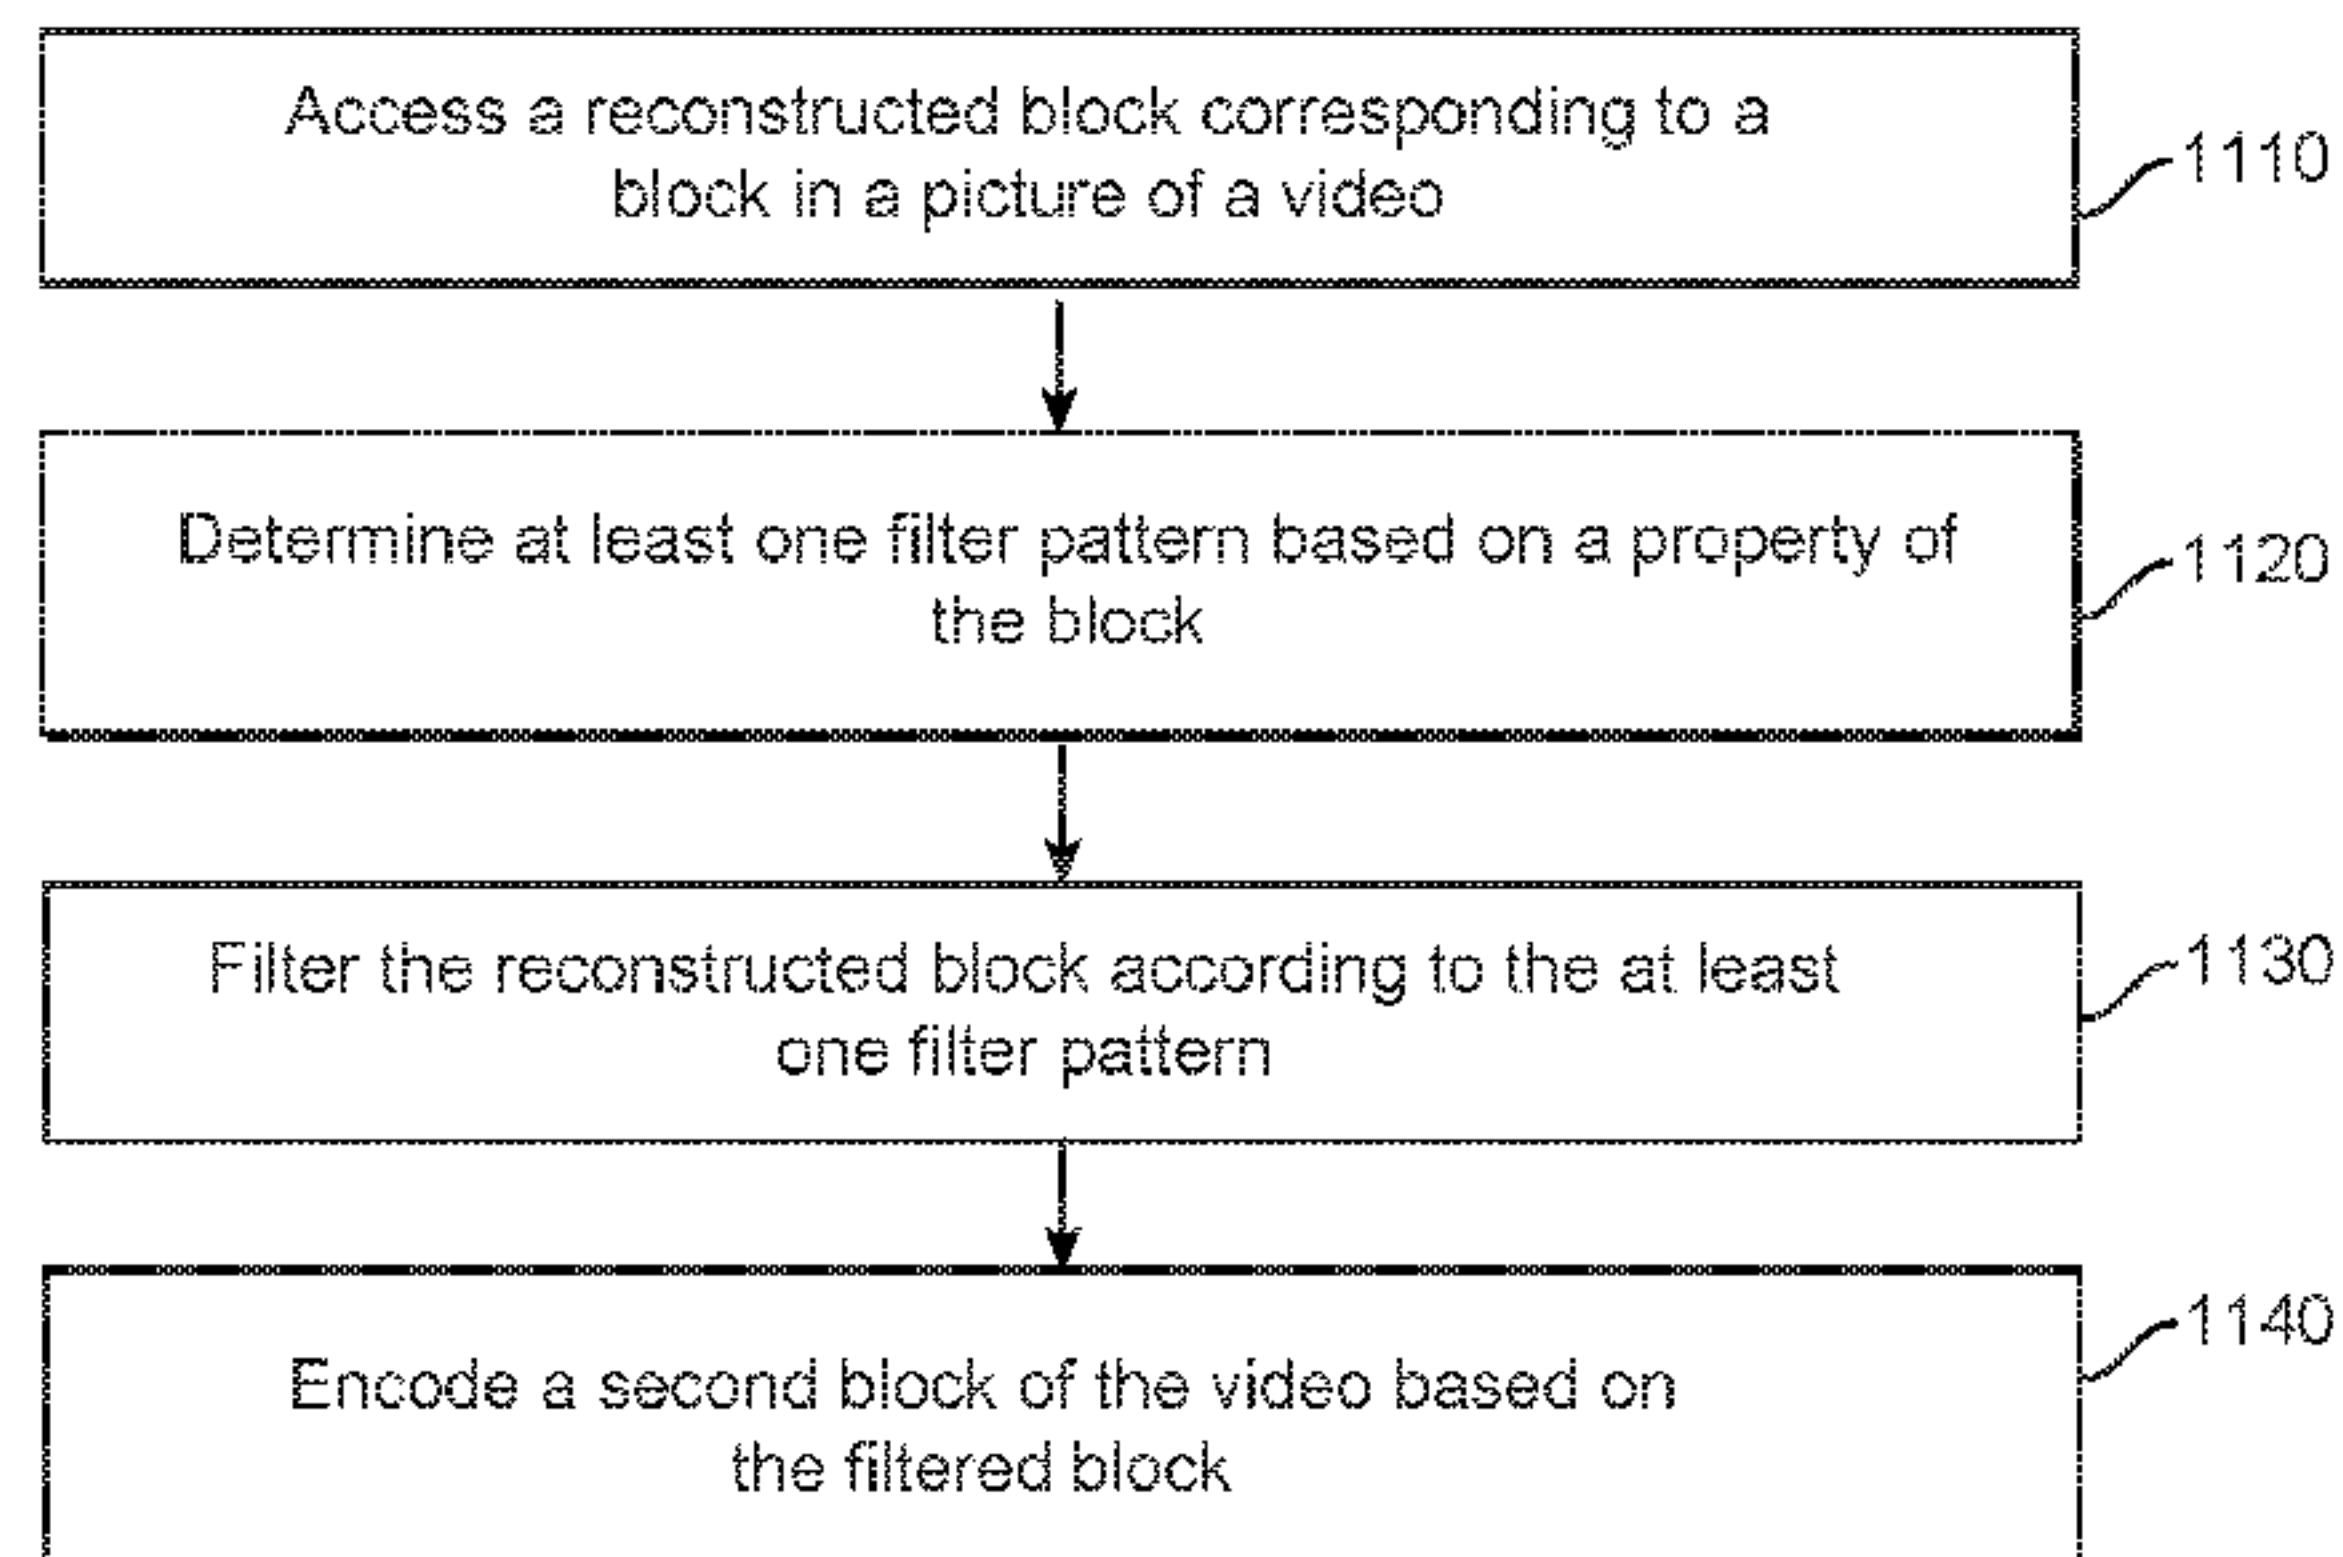 Access a reconstructed block corresponding to a
block in a picture of a video
1110
Determine at least one filter pattern based on a property of
the block
1120
Filter the reconstructed block according to the at least
one filter pattern
1130
Encode a second block of the video based on
the filtered block
1140